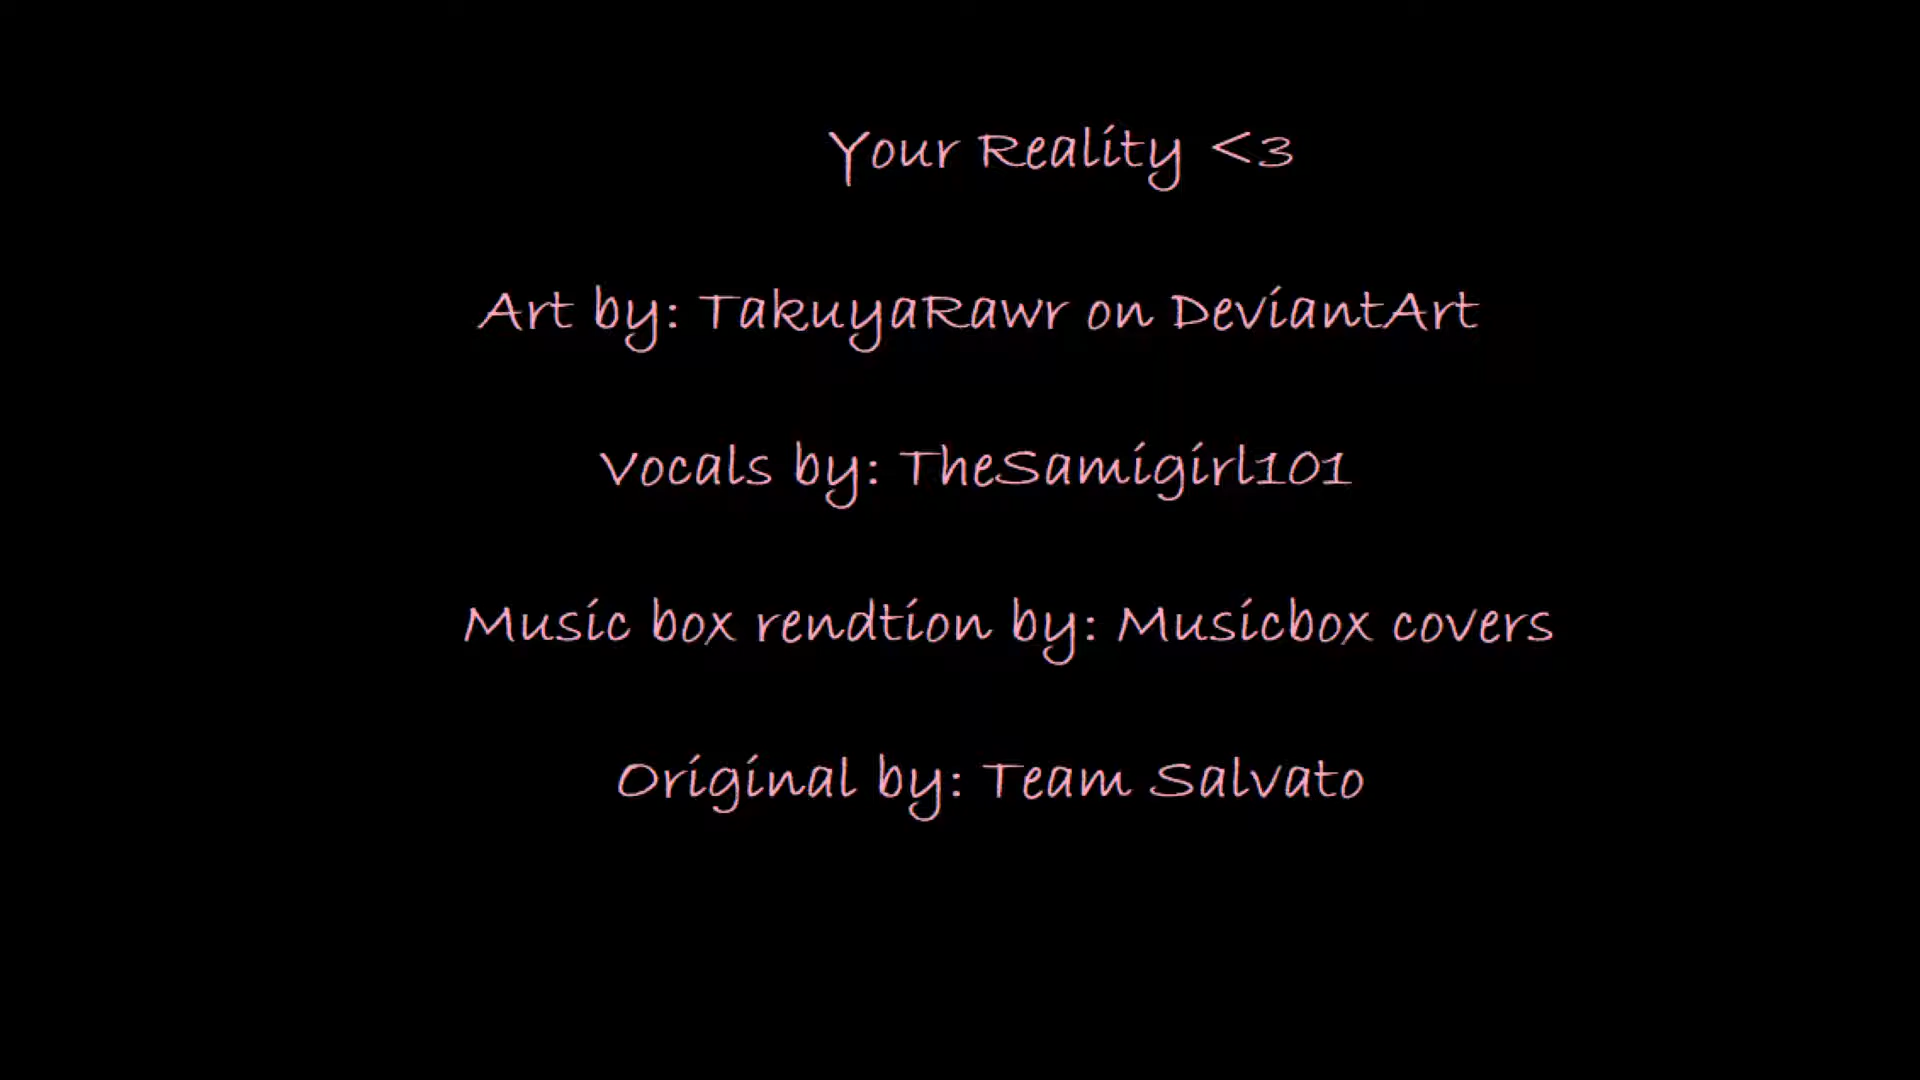 Your Reality <3
Art by: TakuyaRawr on DeviantArt
Vocals by: TheSamigirl101
Music box rendtion by: Musicbox covers
Original by: Team Salvato